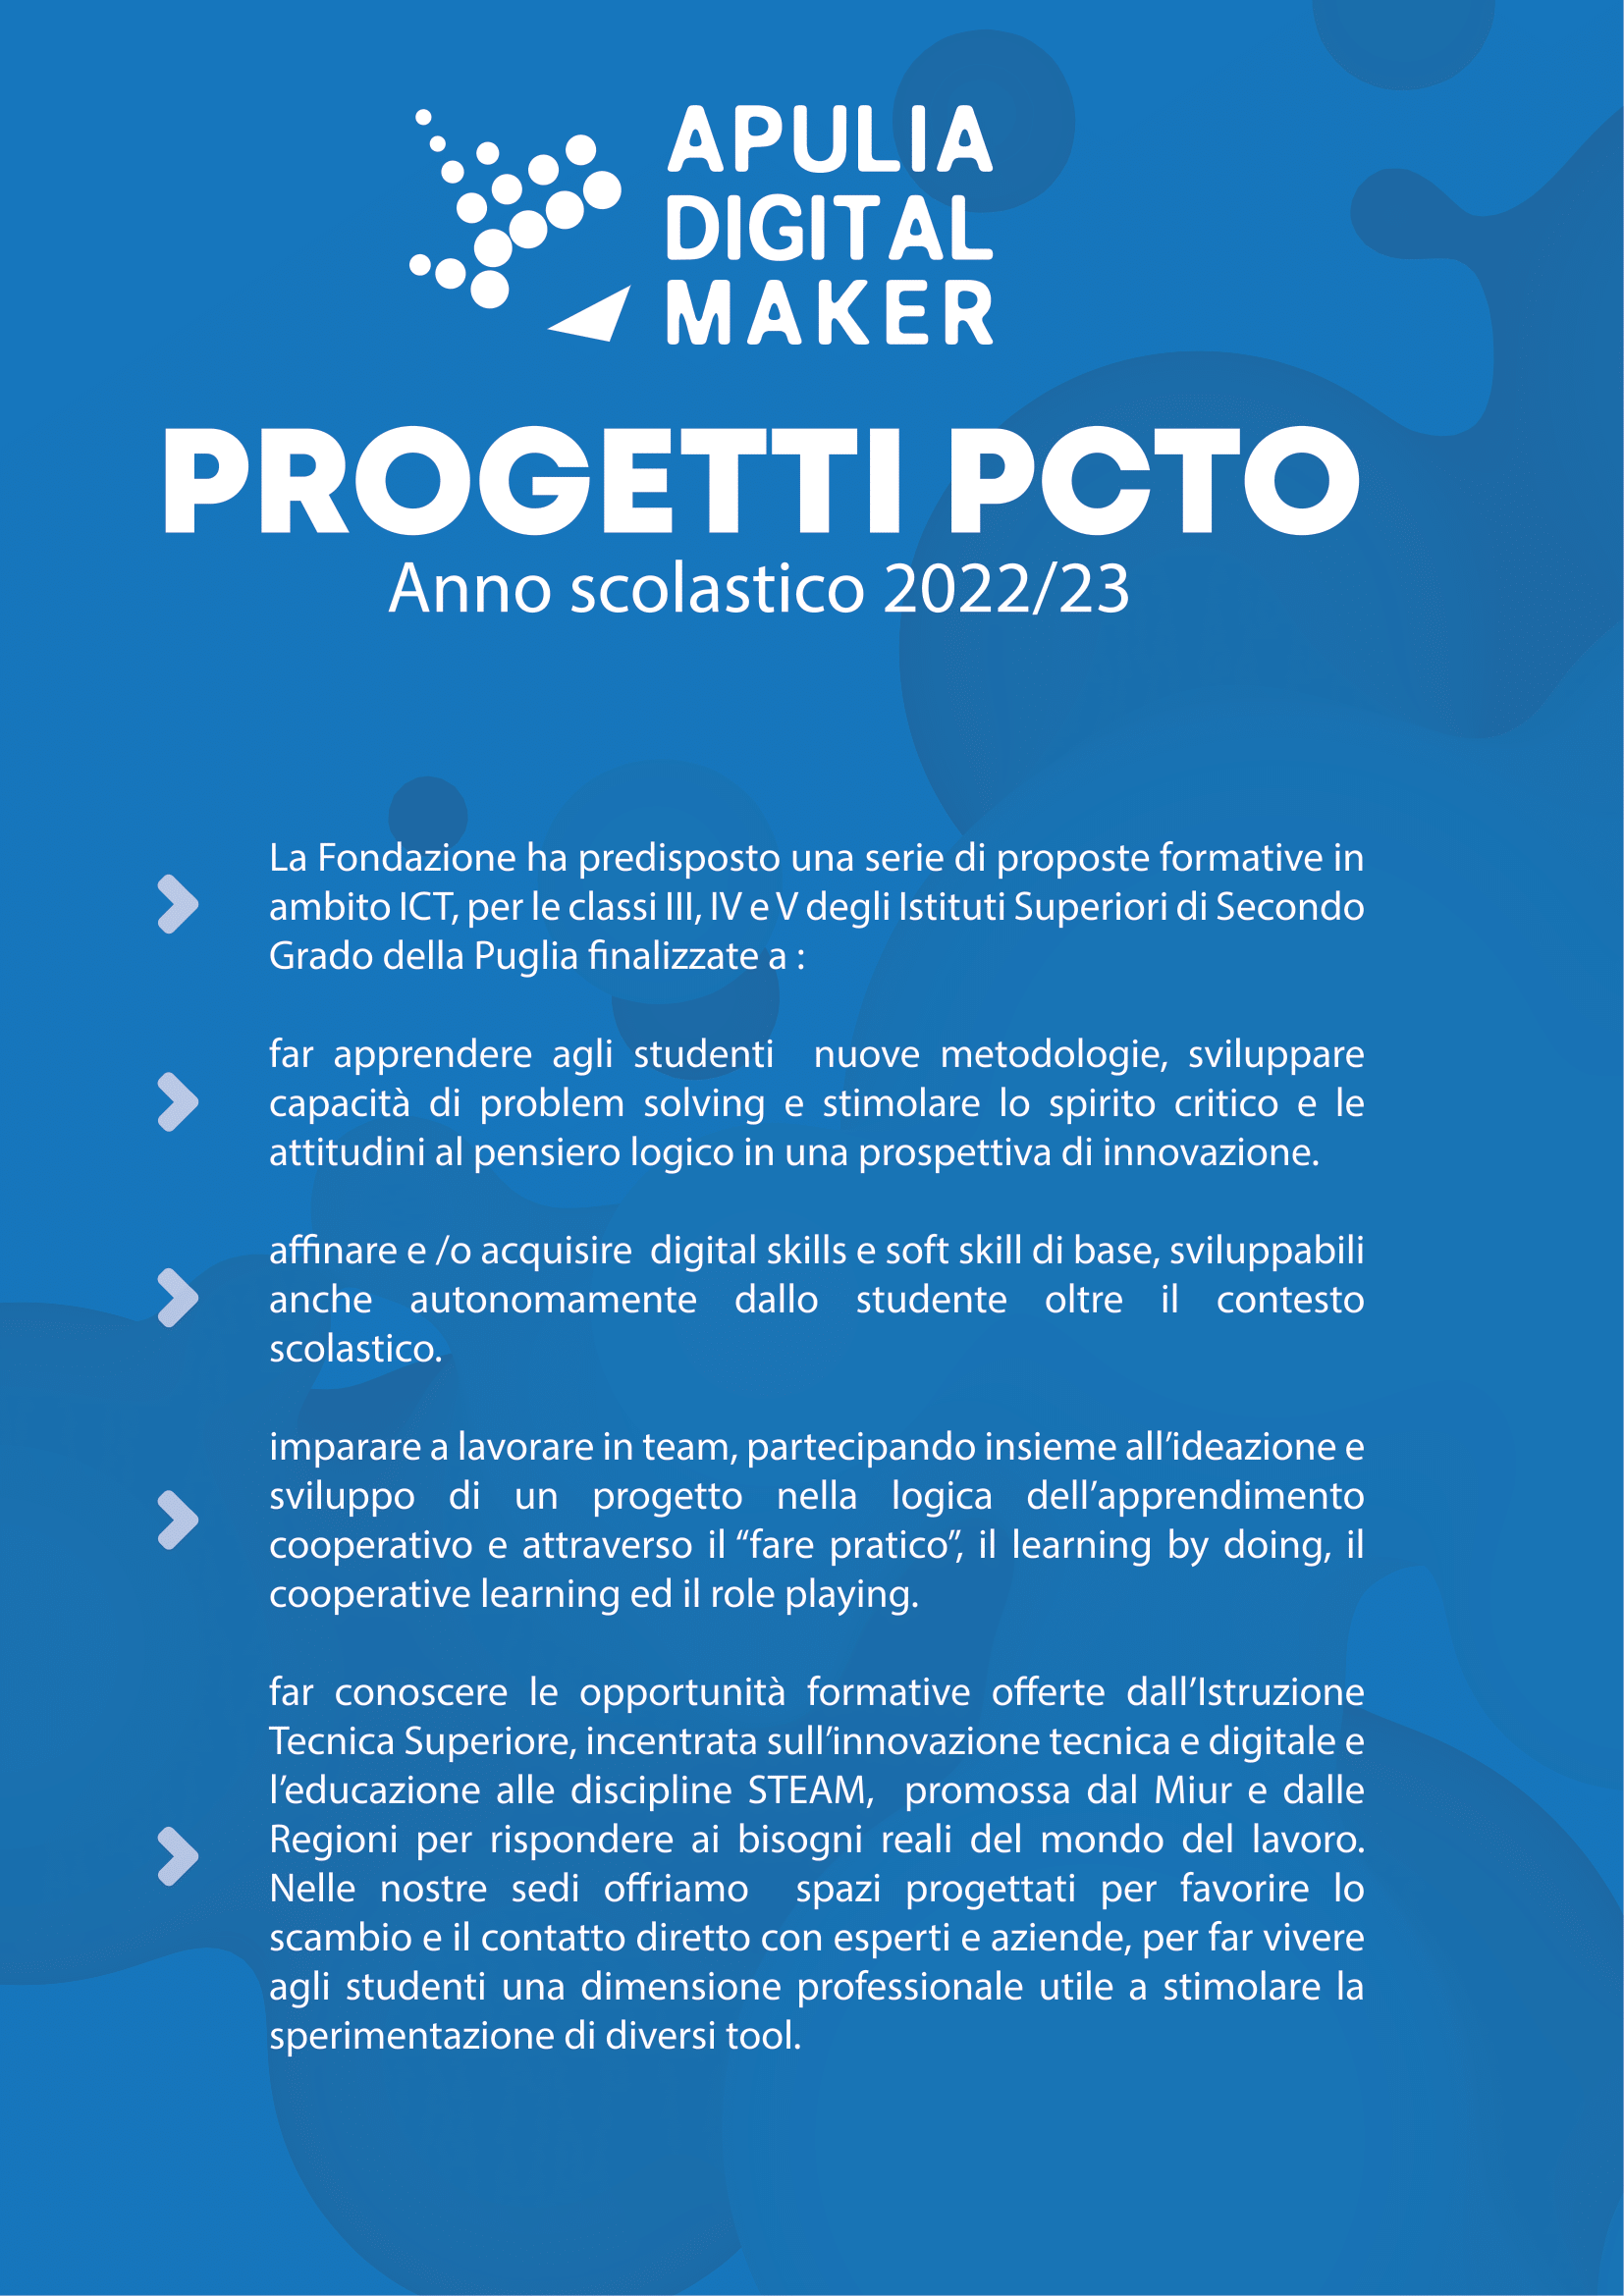 APULIA
DIGITAL
MAKER
PROGETTI PCTO
Anno scolastico 2022/23
La Fondazione ha predisposto una serie di proposte formative in
ambito ICT, per le classi III, IV e V degli Istituti Superiori di Secondo
Grado della Puglia finalizzate a :
far apprendere agli studenti  nuove metodologie, sviluppare
capacità di problem solving e stimolare lo spirito critico e le
attitudini al pensiero logico in una prospettiva di innovazione.
affinare e /o acquisire  digital skills e soft skill di base, sviluppabili
anche autonomamente dallo studente oltre il contesto
scolastico.
imparare a lavorare in team, partecipando insieme all’ideazione e
sviluppo di un progetto nella logica dell’apprendimento
cooperativo e attraverso il “fare pratico”, il learning by doing, il
cooperative learning ed il role playing.
far conoscere le opportunità formative offerte dall’Istruzione
Tecnica Superiore, incentrata sull’innovazione tecnica e digitale e
l’educazione alle discipline STEAM,  promossa dal Miur e dalle
Regioni per rispondere ai bisogni reali del mondo del lavoro.
Nelle nostre sedi offriamo  spazi progettati per favorire lo
scambio e il contatto diretto con esperti e aziende, per far vivere
agli studenti una dimensione professionale utile a stimolare la
sperimentazione di diversi tool.